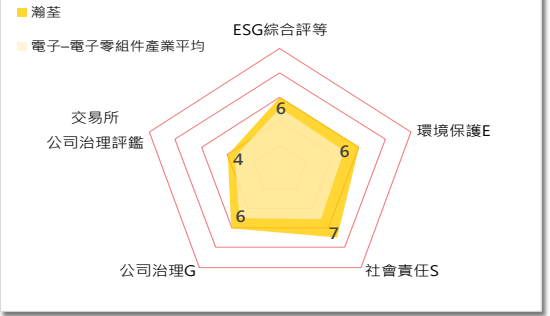 瀚荃
電子–電子零組件產業平均
ESG綜合評等
6
環境保護E
6
社會責任S
7
公司治理G
6
交易所
公司治理評鑑
4